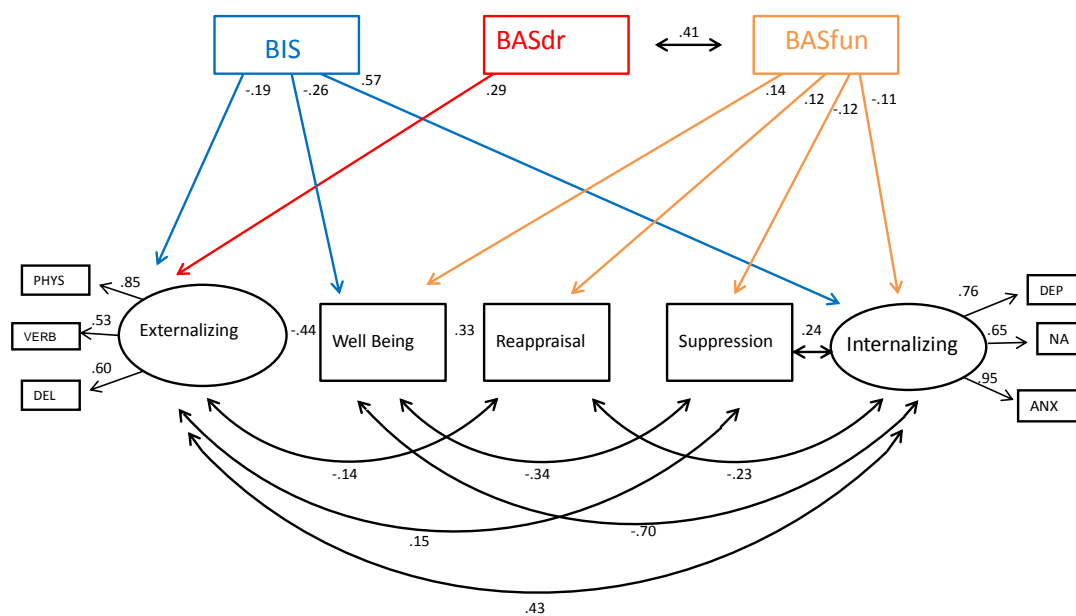 BIS
BASdr
.41
BASfun
-.19
-.26
.57
.29
.14
.12
-.12
-.11
PHYS
.85
VERB
.53
DEL
.60
Externalizing
-.44
Well Being
.33
Reappraisal
Suppression
.24
Internalizing
.76
DEP
.65
NA
.95
ANX
-.14
-.34
-.23
.15
-.70
.43